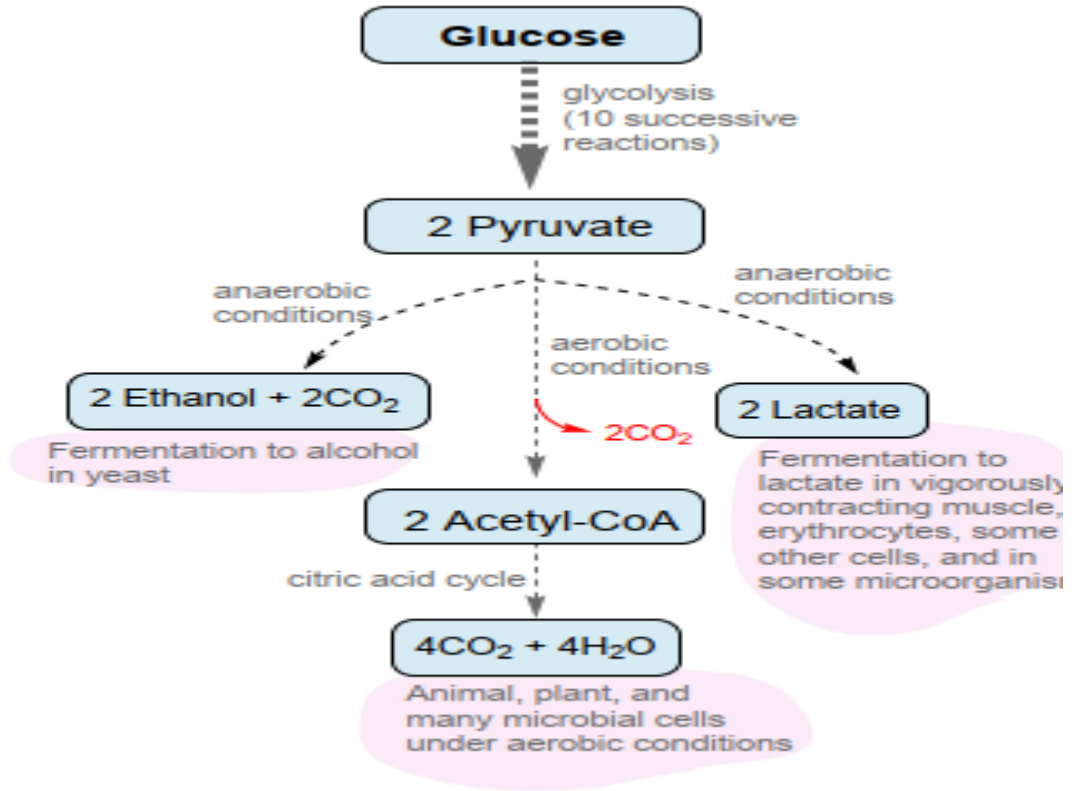 Glucose
glycolysis
(10 successive
reactions)
2 Pyruvate
anaerobic
conditions
anaerobic
conditions
aerobic
conditions
2 Ethanol + 2CO₂
2 Lactate
2CO₂
Fermentation to alcohol
in yeast
Fermentation to
lactate in vigorously
contracting muscle,
erythrocytes, some
other cells, and in
some microorganis
2 Acetyl-CoA
citric acid cycle
4CO₂ + 4H₂O
Animal, plant, and
many microbial cells
under aerobic conditions